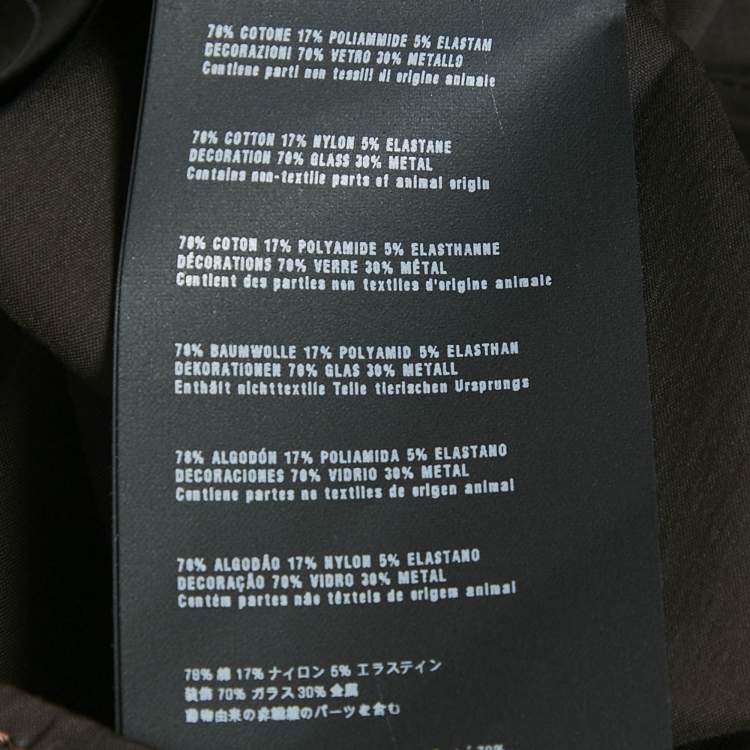 78% COTONE 17% POLIAMMIDE 5% ELASTAM
DECORAZIONI 70% VETRO 30% METALLO
Contiene parti non tessili di origine animale
78% COTTON 17% NYLON 5% ELASTANE
DECORATION 70% GLASS 30% METAL
Contains non-textile parts of animal origin
78% COTON 17% POLYAMIDE 5% ELASTHANNE
DÉCORATIONS 70% VERRE 30% MÉTAL
Contient des parties non textiles d'origine animale
78% BAUMWOLLE 17% POLYAMID 5% ELASTHAN
DEKORATIONEN 70% GLAS 30% METALL
Enthält nichttextile Teile tierischen Ursprungs
78% ALGODÓN 17% POLIAMIDA 5% ELASTANO
DECORACIONES 70% VIDRIO 30% METAL
Contiene partes no textiles de origen animal
78% ALGODÃO 17% NYLON 5% ELASTANO
DECORAÇÃO 70% VIDRO 30% METAL
Contém partes não têxteis de origem animal
78% 綿 17% ナイロン 5% エラステイン
装飾 70% ガラス 30% 金属
動物由来の非繊維のパーツを含む